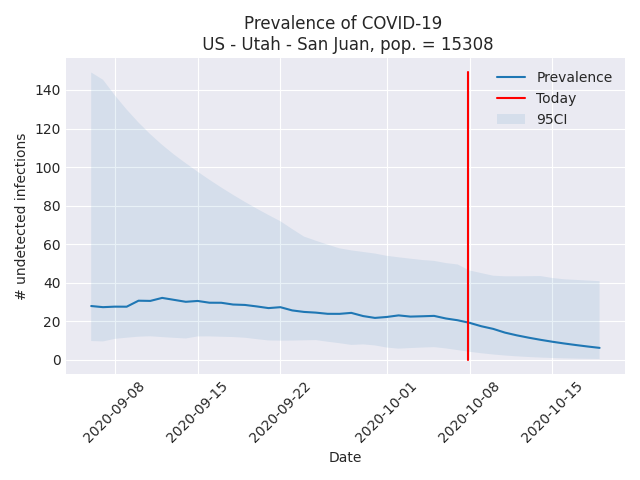 Prevalence of COVID-19
US - Utah - San Juan, pop. = 15308
Prevalence
Today
95CI
# undetected infections
140
120
100
80
60
40
20
0
2020-09-08
2020-09-15
2020-09-22
2020-10-01
2020-10-08
2020-10-15
Date